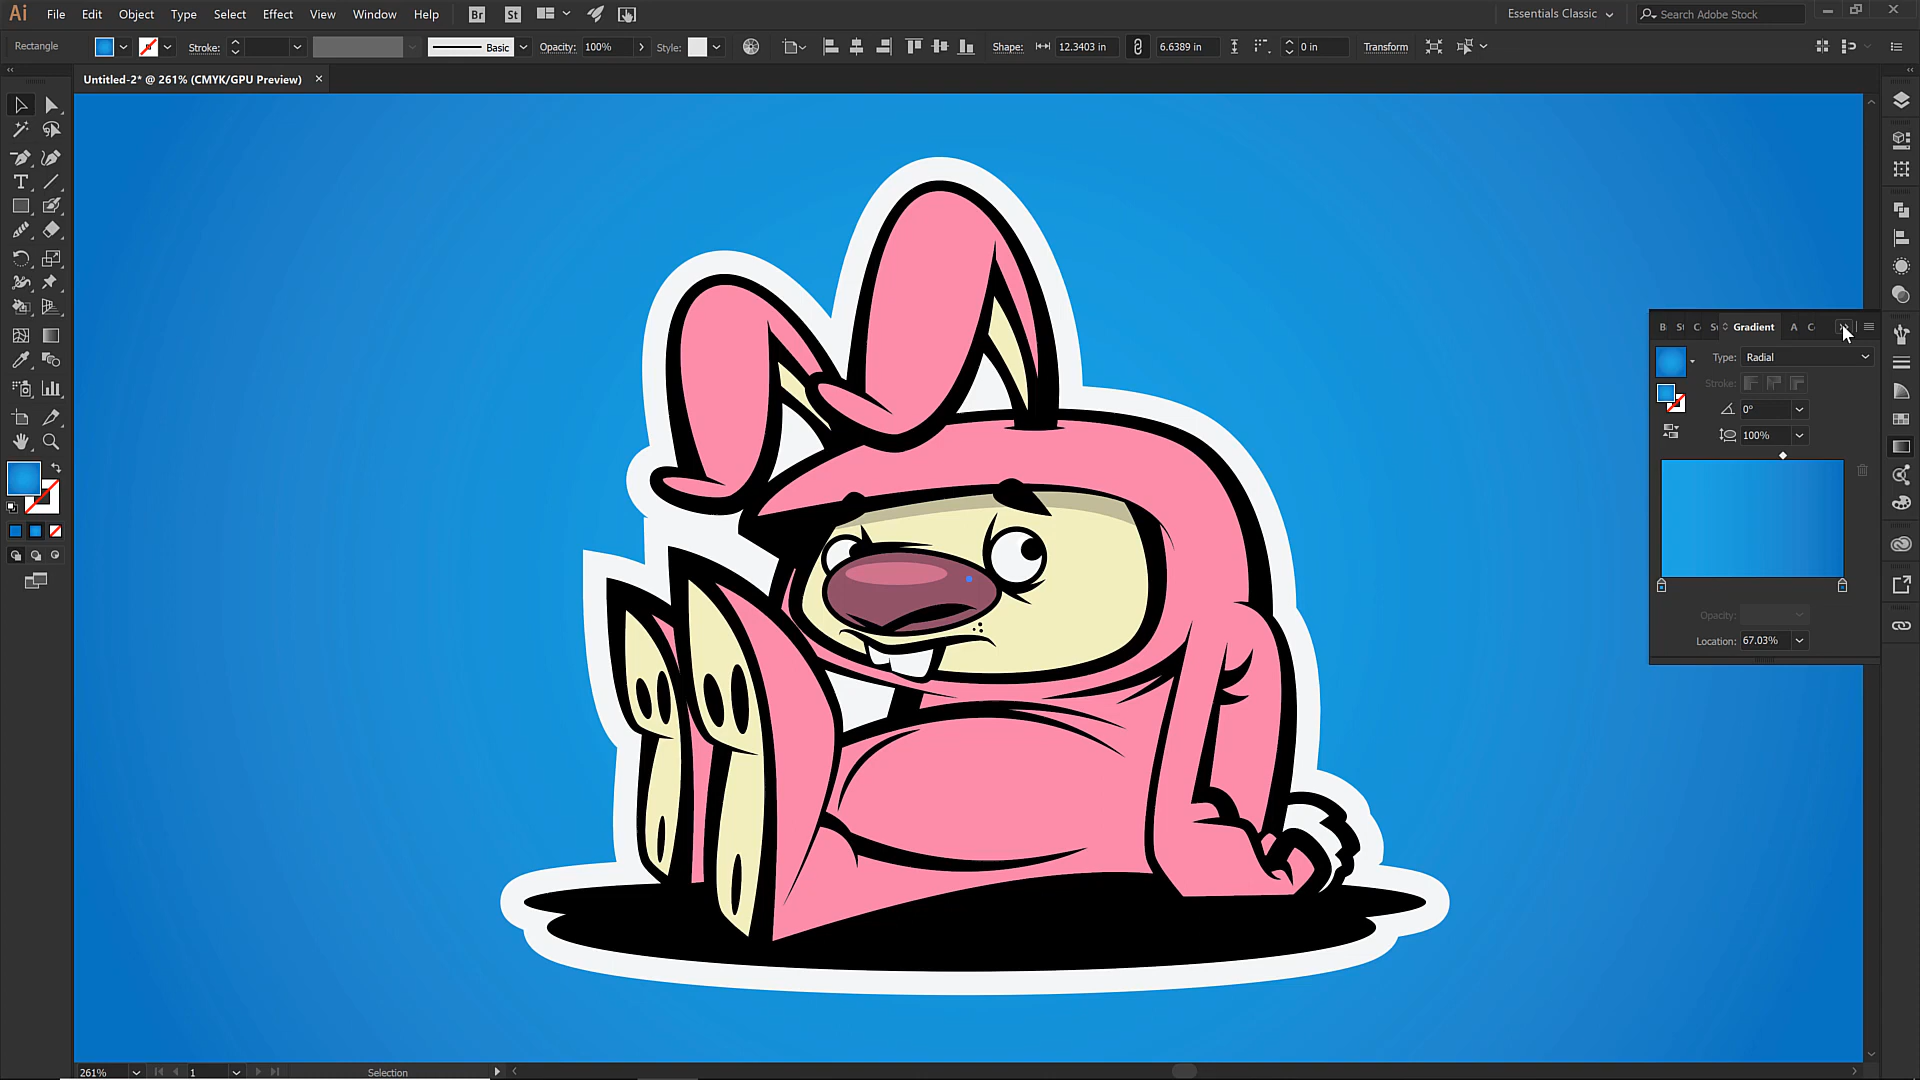 Ai File Edit Object Type Select Effect View Window Help Br St Essentials Classic Search Adobe Stock
Rectangle Stroke: Basic Opacity: 100% Style: Shape: 12.3403 in 6.6389 in 0 in Transform
Untitled-2* @ 261% (CMYK/GPU Preview)
Gradient A
Type: Radial
Stroke:
0°
100%
Opacity:
Location: 67.03%
261% 1 Selection